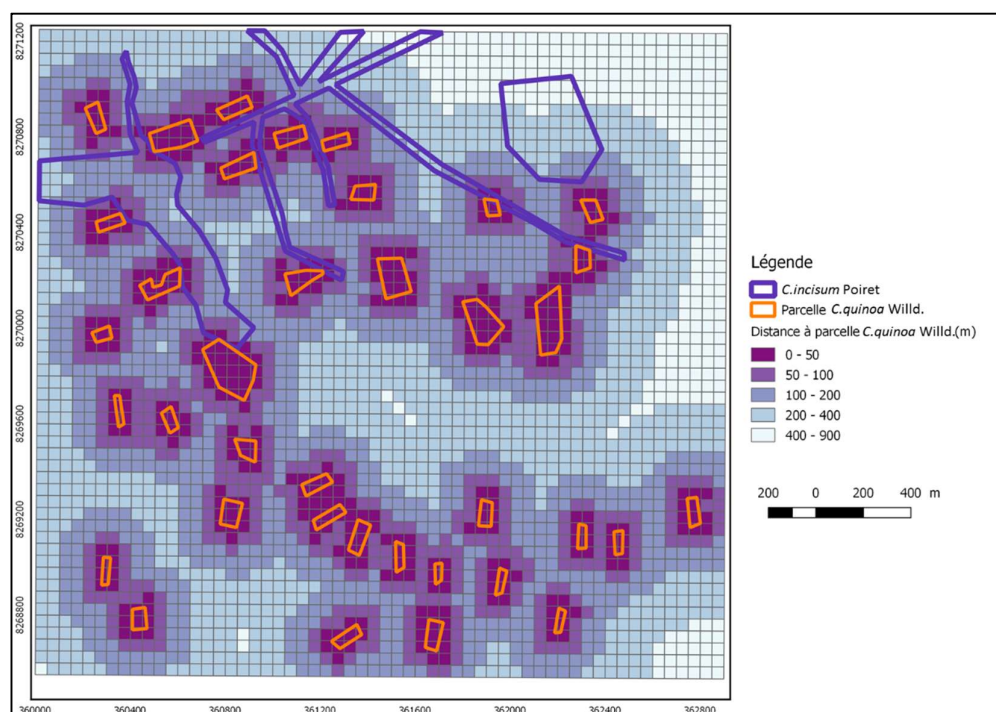 8271200
8270800
8270400
8270000
8269600
8269200
8268800
360000 360400 360800 361200 361600 362000 362400 362800
Légende
C.incisum Poiret
Parcelle C.quinoa Willd.
Distance à parcelle C.quinoa Willd.(m)
0 - 50
50 - 100
100 - 200
200 - 400
400 - 900
200 0 200 400 m